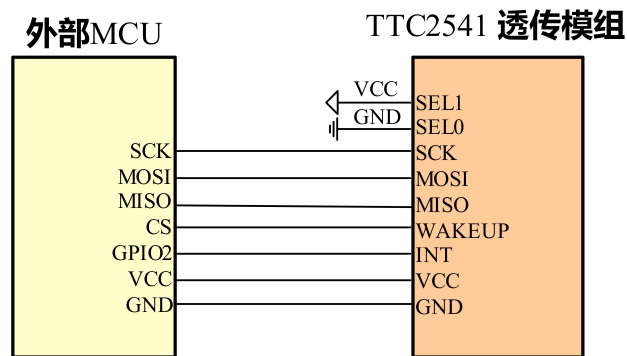 外部MCU
TTC2541 透传模组
VCC
SEL1
GND
SEL0
SCK SCK
MOSI MOSI
MISO MISO
CS WAKEUP
GPIO2 INT
VCC VCC
GND GND